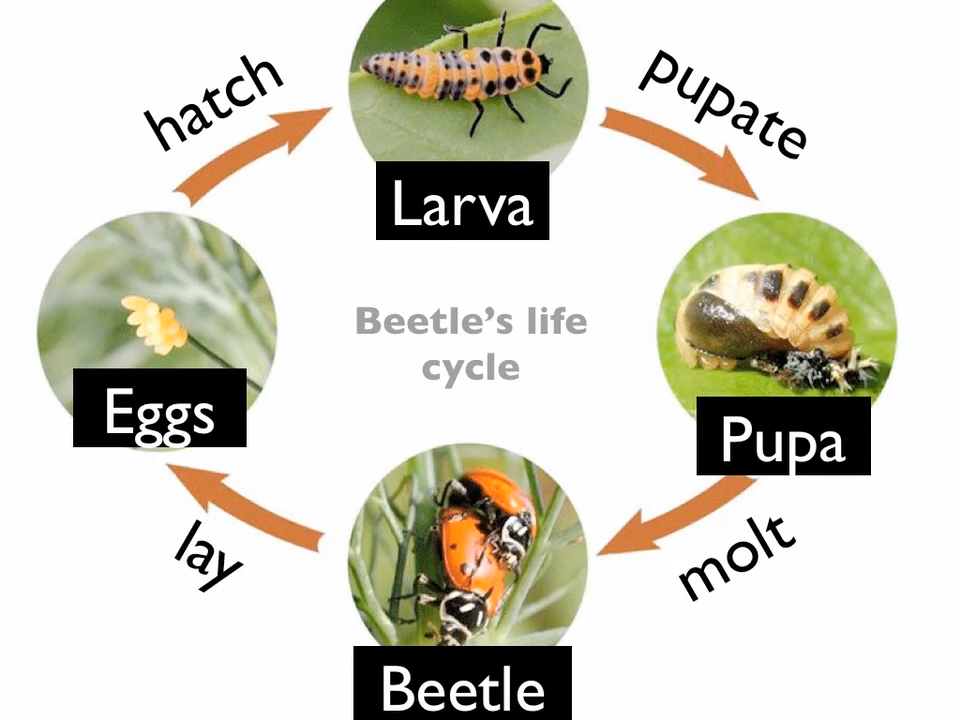 hatch
pupate
Larva
Beetle’s life
cycle
Eggs
Pupa
lay
molt
Beetle